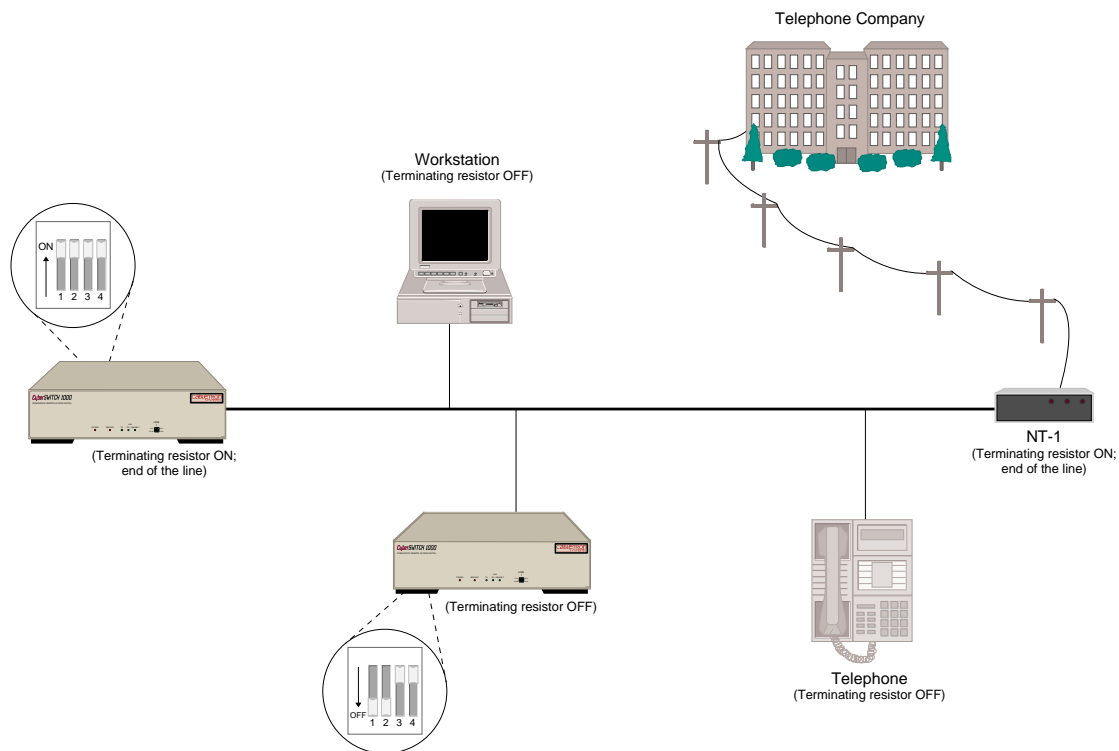 Telephone Company
Workstation
(Terminating resistor OFF)
ON
1 2 3 4
CyberSWITCH 1000
CABLETRON
(Terminating resistor ON;
end of the line)
NT-1
(Terminating resistor ON;
end of the line)
CyberSWITCH 1000
CABLETRON
(Terminating resistor OFF)
OFF
1 2 3 4
Telephone
(Terminating resistor OFF)